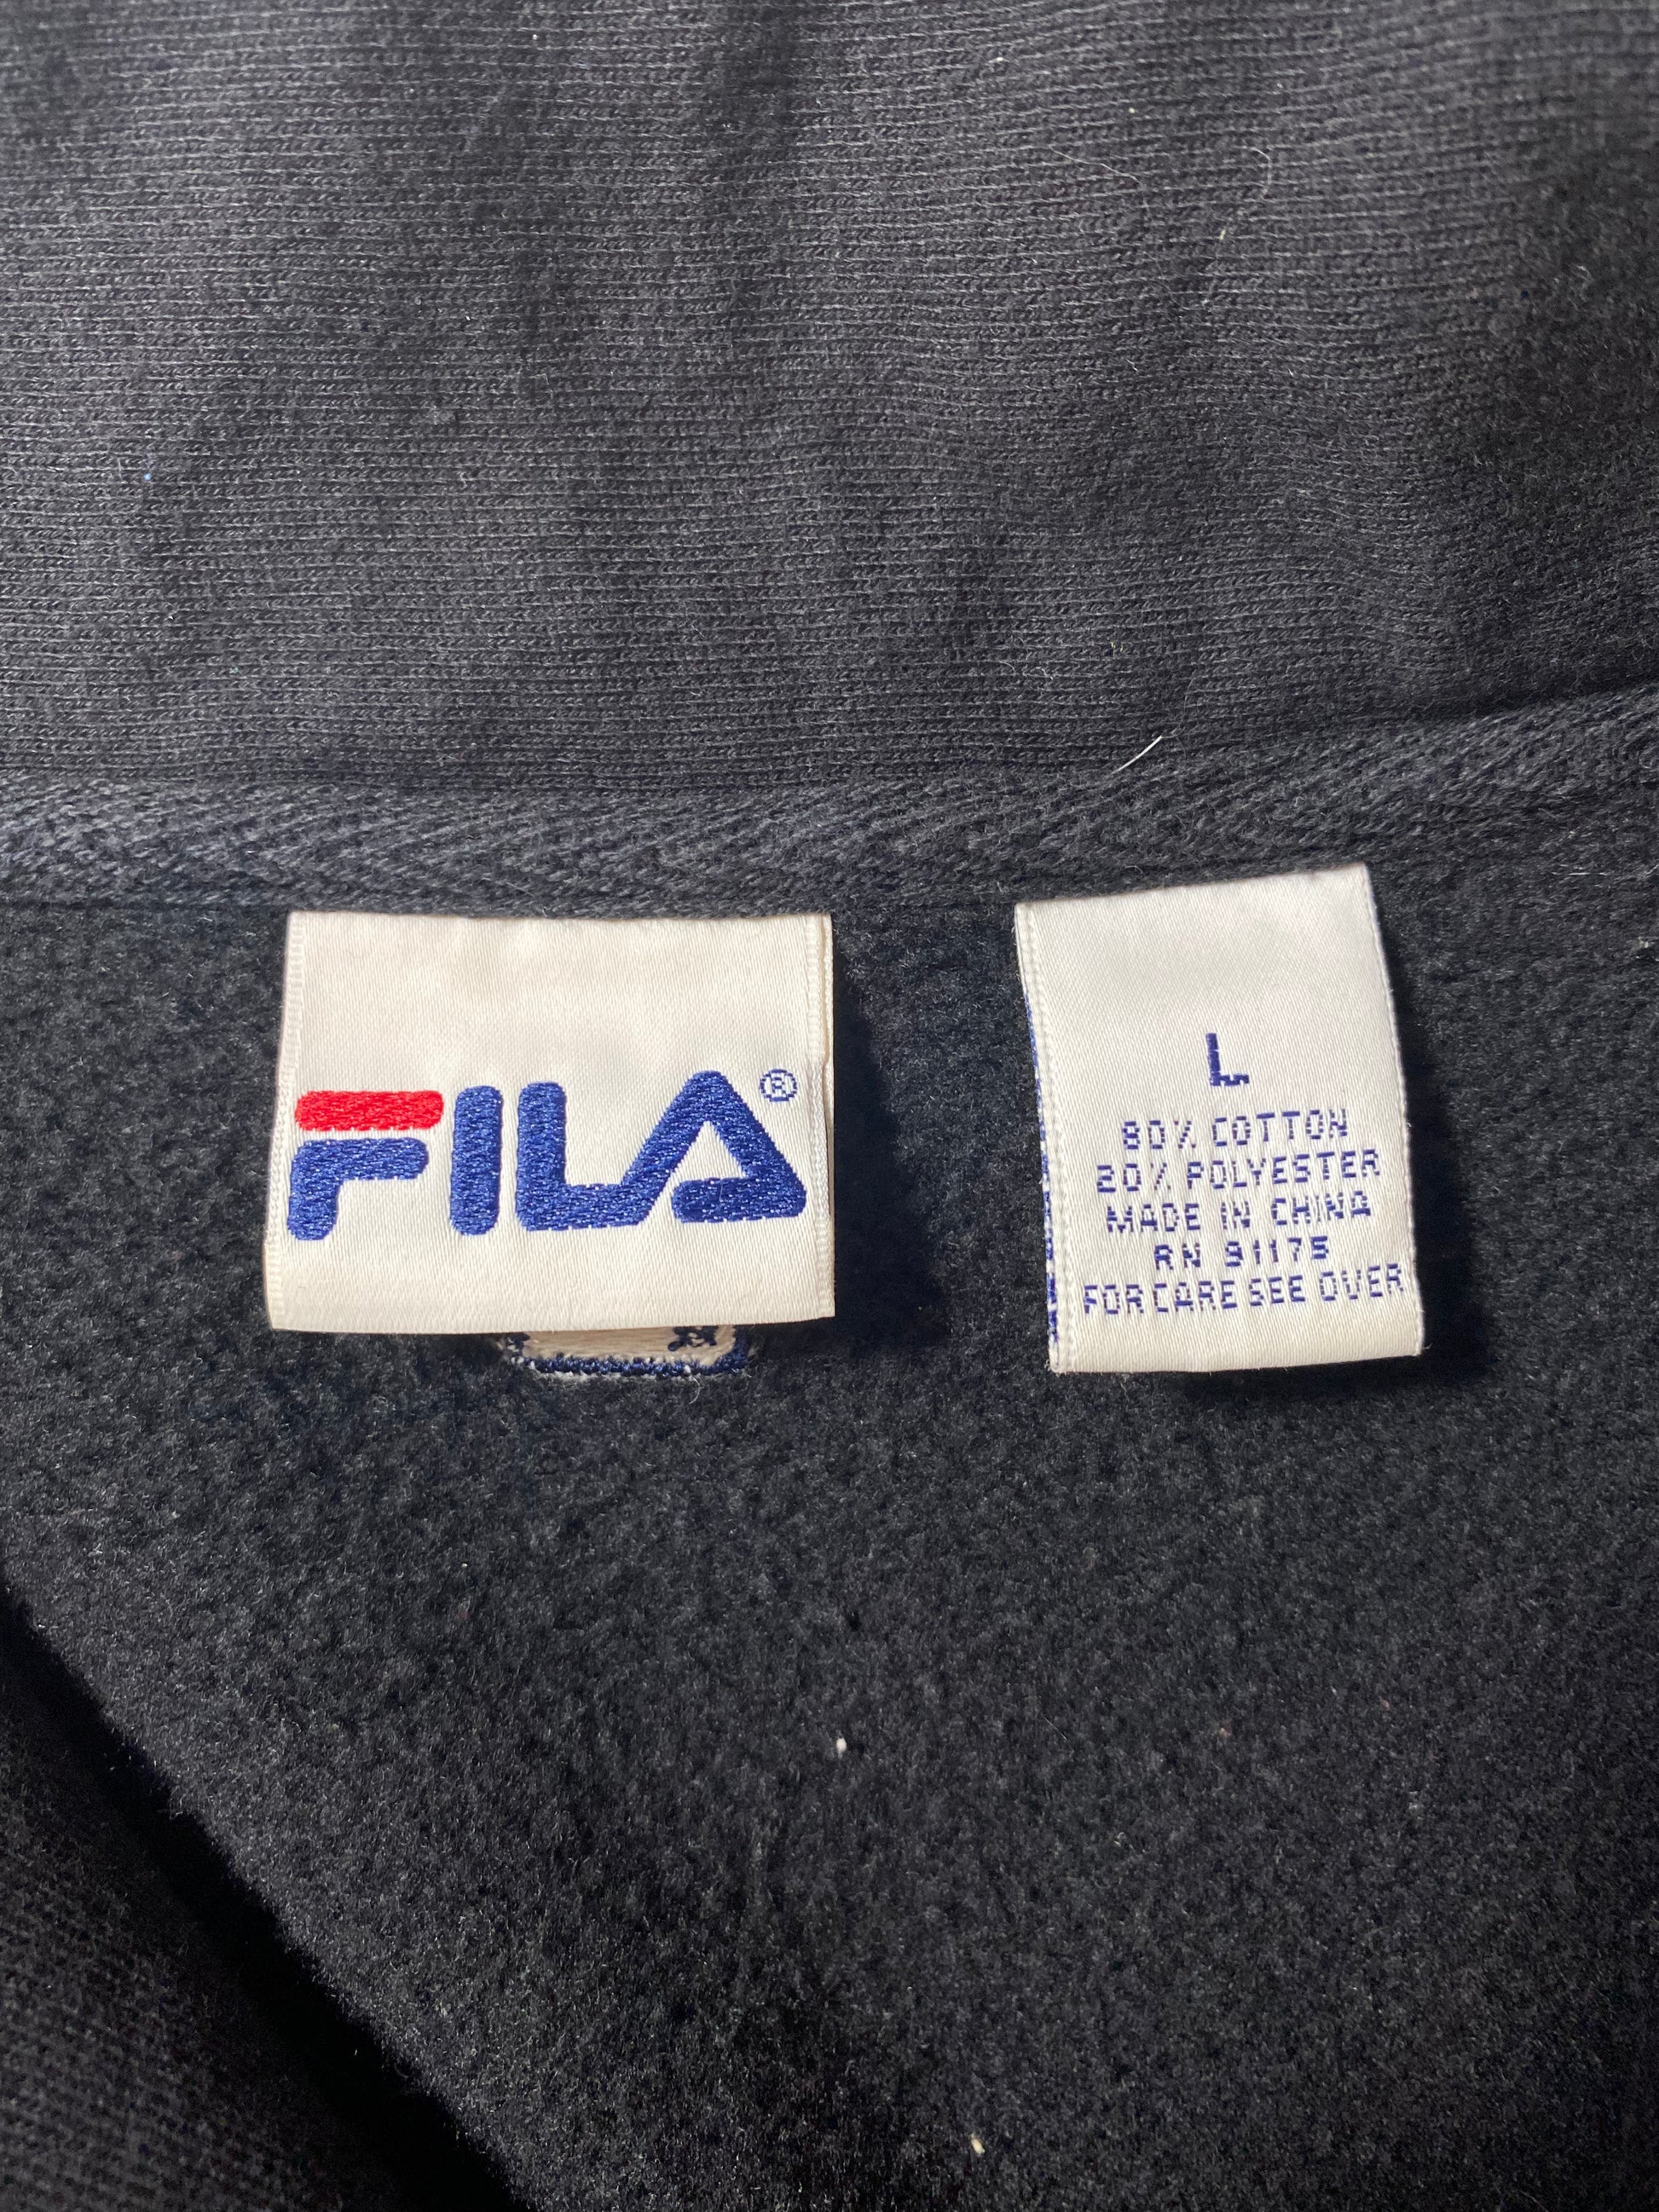 FILA®
L
80% COTTON
20% POLYESTER
MADE IN CHINA
RN 91175
FOR CARE SEE OVER